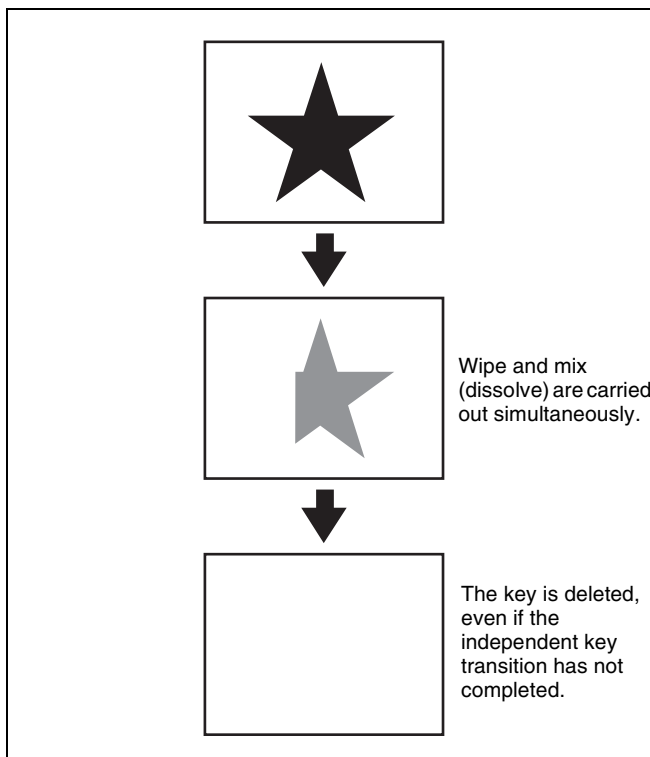 Wipe and mix
(dissolve) are carried
out simultaneously.
The key is deleted,
even if the
independent key
transition has not
completed.